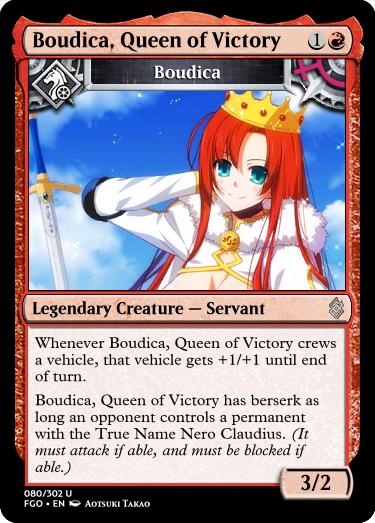 Boudica, Queen of Victory 1
Boudica
Legendary Creature — Servant
Whenever Boudica, Queen of Victory crews
a vehicle, that vehicle gets +1/+1 until end
of turn.
Boudica, Queen of Victory has berserk as
long an opponent controls a permanent
with the True Name Nero Claudius. (It
must attack if able, and must be blocked if
able.)
3/2
080/302 U
FGO • EN Aotsuki Takao